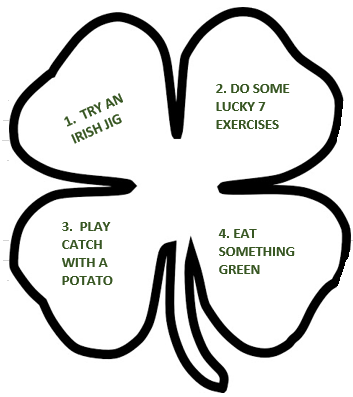 1. TRY AN
IRISH JIG
2. DO SOME
LUCKY 7
EXERCISES
3. PLAY
CATCH
WITH A
POTATO
4. EAT
SOMETHING
GREEN